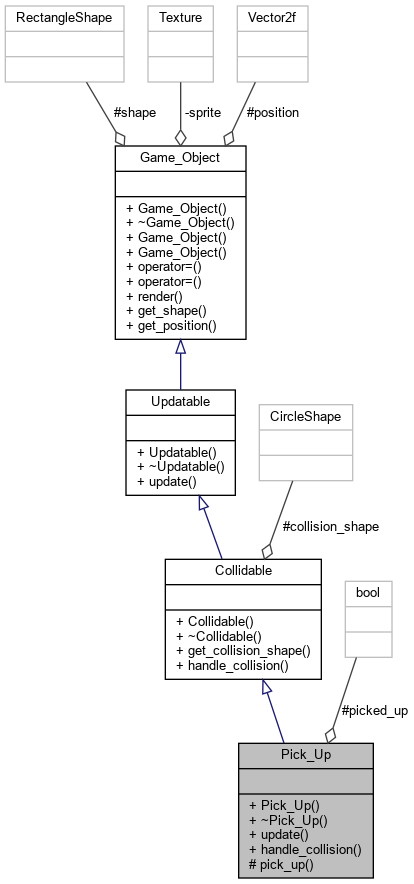 RectangleShape
Texture
Vector2f
#shape
-sprite
#position
Game_Object
+ Game_Object()
+ ~Game_Object()
+ Game_Object()
+ Game_Object()
+ operator=()
+ operator=()
+ render()
+ get_shape()
+ get_position()
Updatable
+ Updatable()
+ ~Updatable()
+ update()
CircleShape
#collision_shape
Collidable
+ Collidable()
+ ~Collidable()
+ get_collision_shape()
+ handle_collision()
bool
#picked_up
Pick_Up
+ Pick_Up()
+ ~Pick_Up()
+ update()
+ handle_collision()
# pick_up()